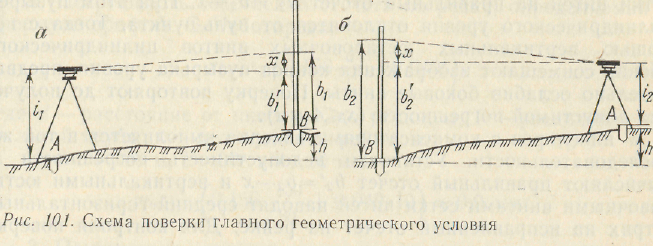 а
б
x
b₁
b₁'
i₁
A
B
h
x
b₂
b₂'
i₂
B
A
h
Рис. 101. Схема поверки главного геометрического условия